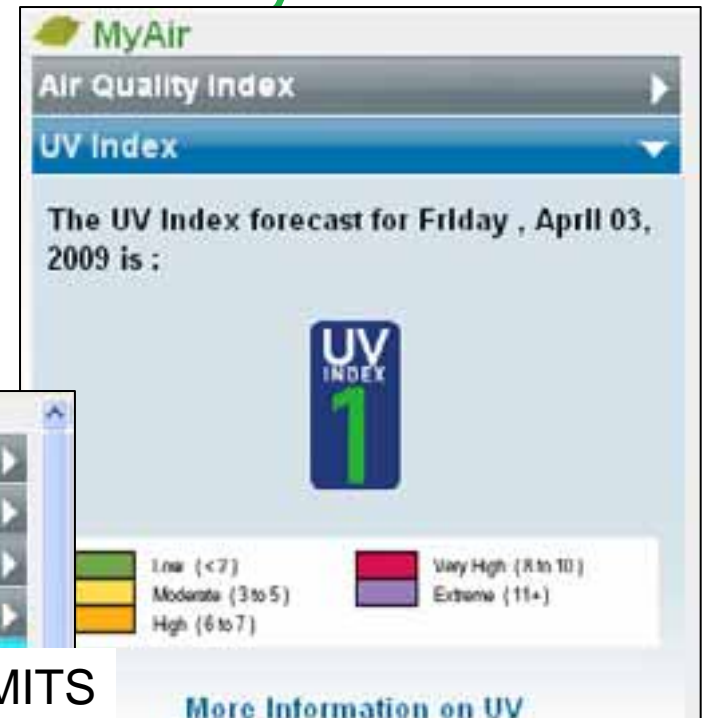 MyAir
Air Quality Index
UV Index
The UV Index forecast for Friday , April 03,
2009 is :
UV
INDEX
1
Low (<2)
Moderate (3 to 5)
High (6 to 7)
Very High (8 to 10)
Extreme (11+)
MITS
More Information on UV